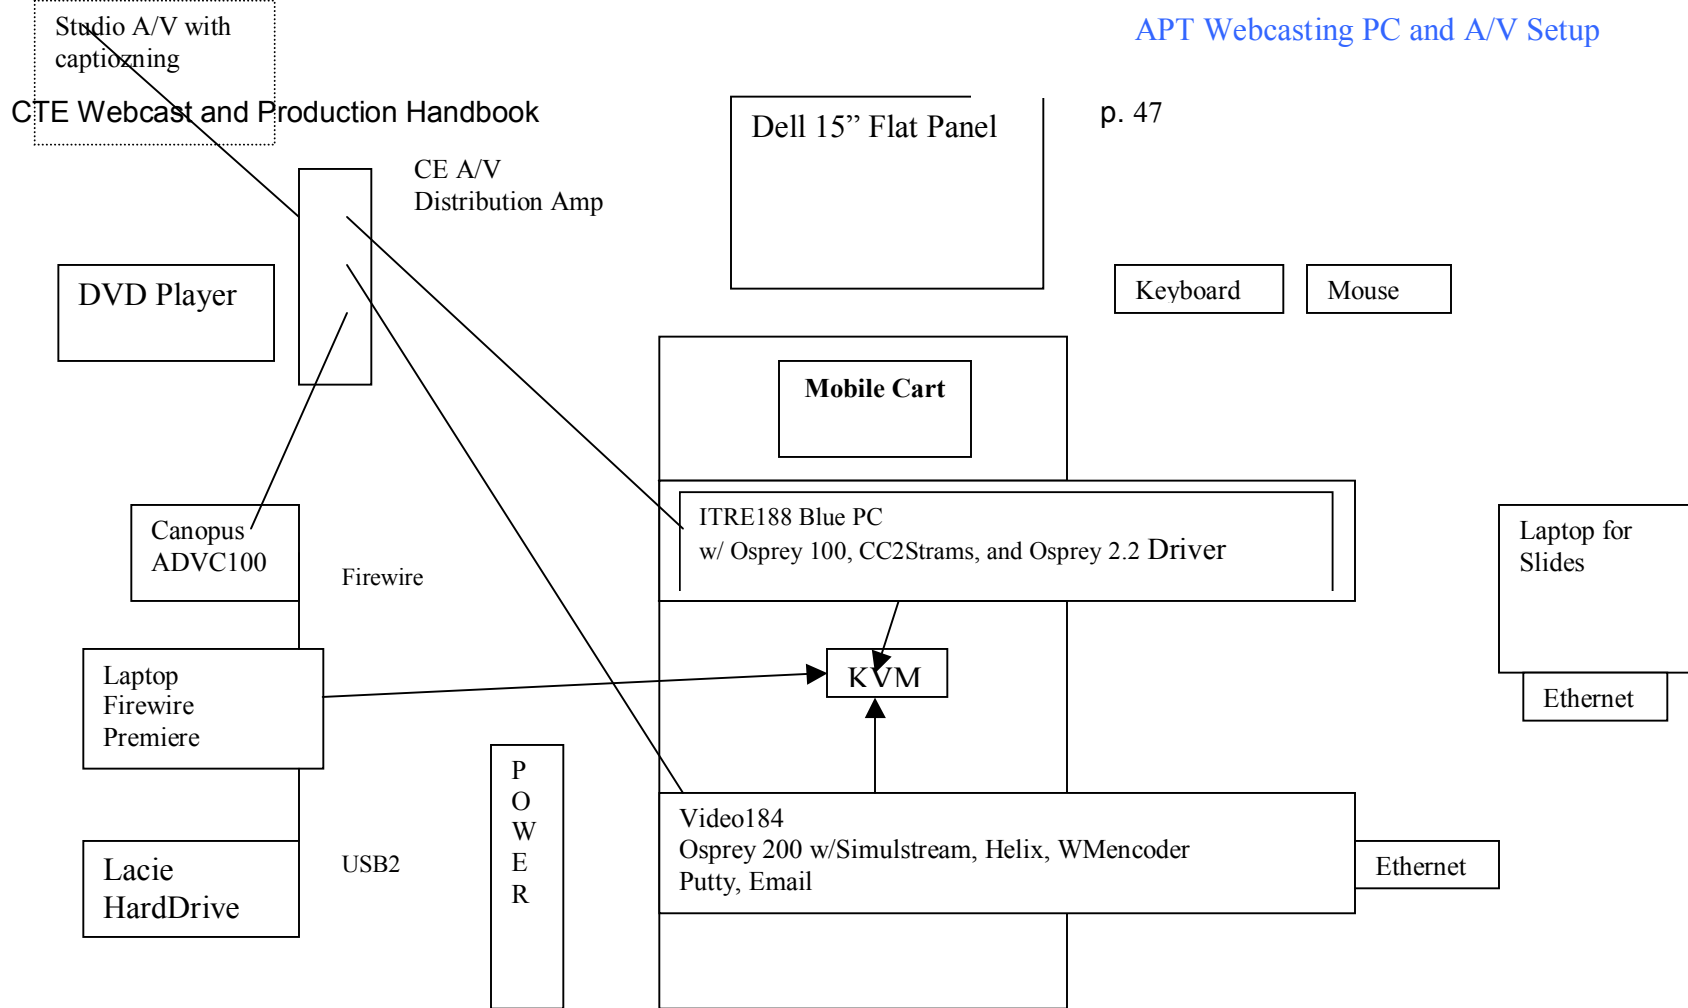 Studio A/V with
captiozning
APT Webcasting PC and A/V Setup
CTE Webcast and Production Handbook
p. 47
Dell 15” Flat Panel
CE A/V
Distribution Amp
DVD Player
Keyboard
Mouse
Mobile Cart
Canopus
ADVC100
Firewire
ITRE188 Blue PC
w/ Osprey 100, CC2Strams, and Osprey 2.2 Driver
Laptop for
Slides
Laptop
Firewire
Premiere
KVM
Ethernet
P
O
W
E
R
Video184
Osprey 200 w/Simulstream, Helix, WMencoder
Putty, Email
Ethernet
Lacie
HardDrive
USB2